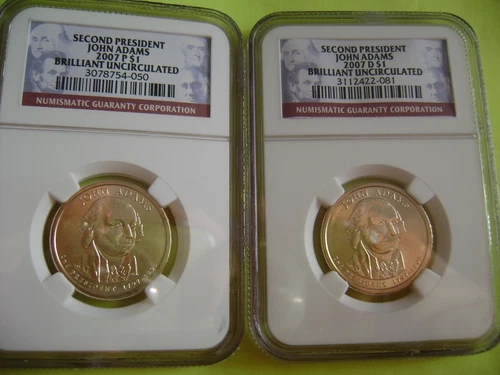 SECOND PRESIDENT
JOHN ADAMS
2007 P $1
BRILLIANT UNCIRCULATED
3078754-050
NUMISMATIC GUARANTY CORPORATION
JOHN ADAMS
SECOND PRESIDENT
JOHN ADAMS
2007 D $1
BRILLIANT UNCIRCULATED
3112422-081
NUMISMATIC GUARANTY CORPORATION
JOHN ADAMS